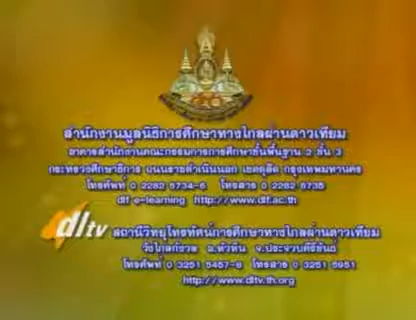 สำนักงานมูลนิธิการศึกษาทางไกลผ่านดาวเทียม
อาคารสำนักงานคณะกรรมการการศึกษาขั้นพื้นฐาน 2 ชั้น 3
กระทรวงศึกษาธิการ ถนนราชดำเนินนอก เขตดุสิต กรุงเทพมหานคร
โทรศัพท์ 0 2282 6734-6 โทรสาร 0 2282 6735
dlf e-learning http://www.dlf.ac.th
dltv สถานีวิทยุโทรทัศน์การศึกษาทางไกลผ่านดาวเทียม
วังไกลกังวล อ.หัวหิน จ.ประจวบคีรีขันธ์
โทรศัพท์ 0 3251 5457-8 โทรสาร 0 3251 5951
http://www.dltv.th.org